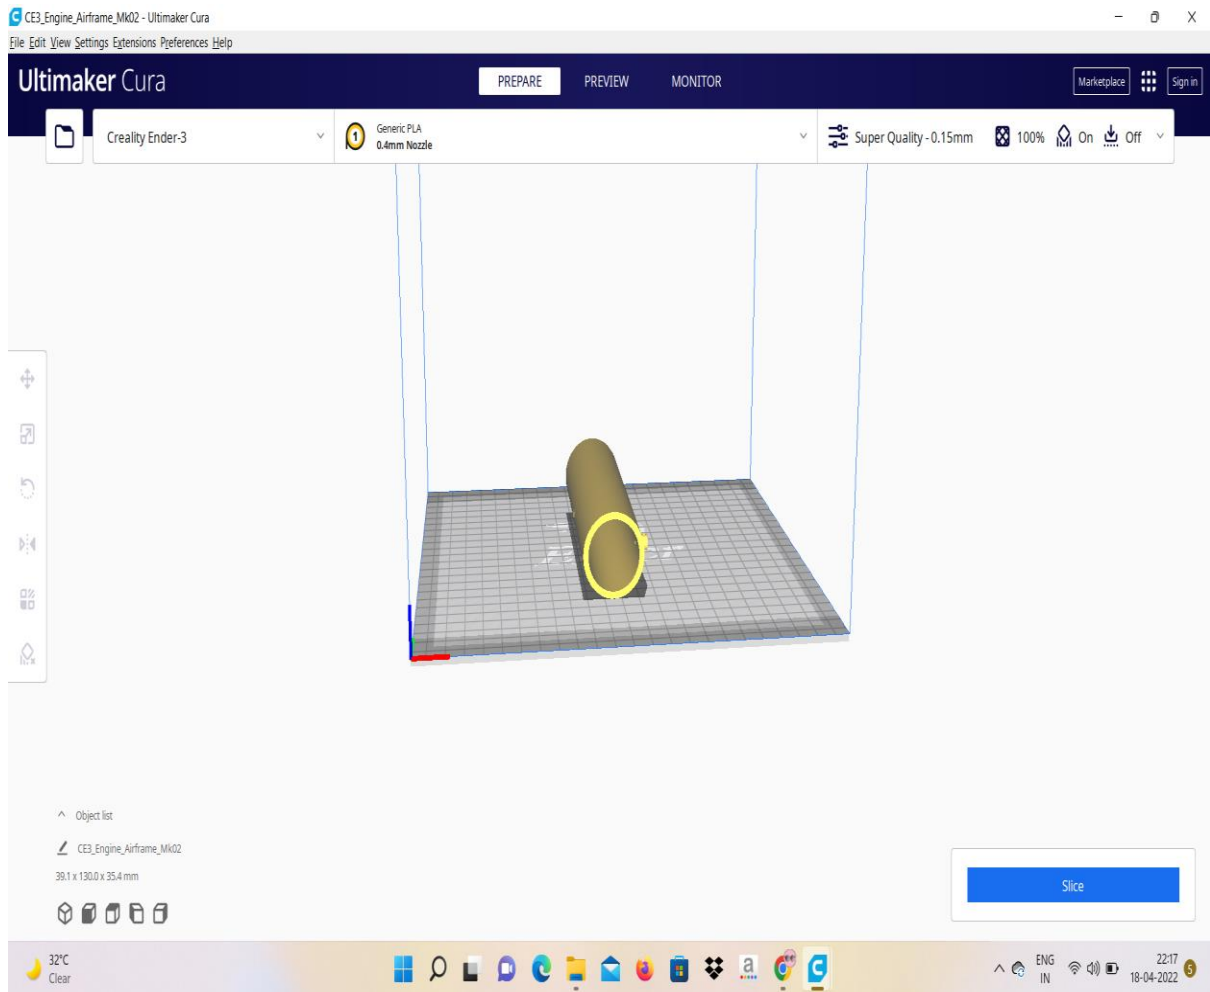 CE3_Engine_Airframe_Mk02 - Ultimaker Cura
File Edit View Settings Extensions Preferences Help
Ultimaker Cura
PREPARE
PREVIEW
MONITOR
Marketplace
Sign in
Creality Ender-3
1
Generic PLA
0.4mm Nozzle
Super Quality - 0.15mm
100%
On
Off
Object list
CE3_Engine_Airframe_Mk02
39.1 x 130.0 x 35.4 mm
Slice
32°C
Clear
a
ENG
IN
22:17
18-04-2022
5